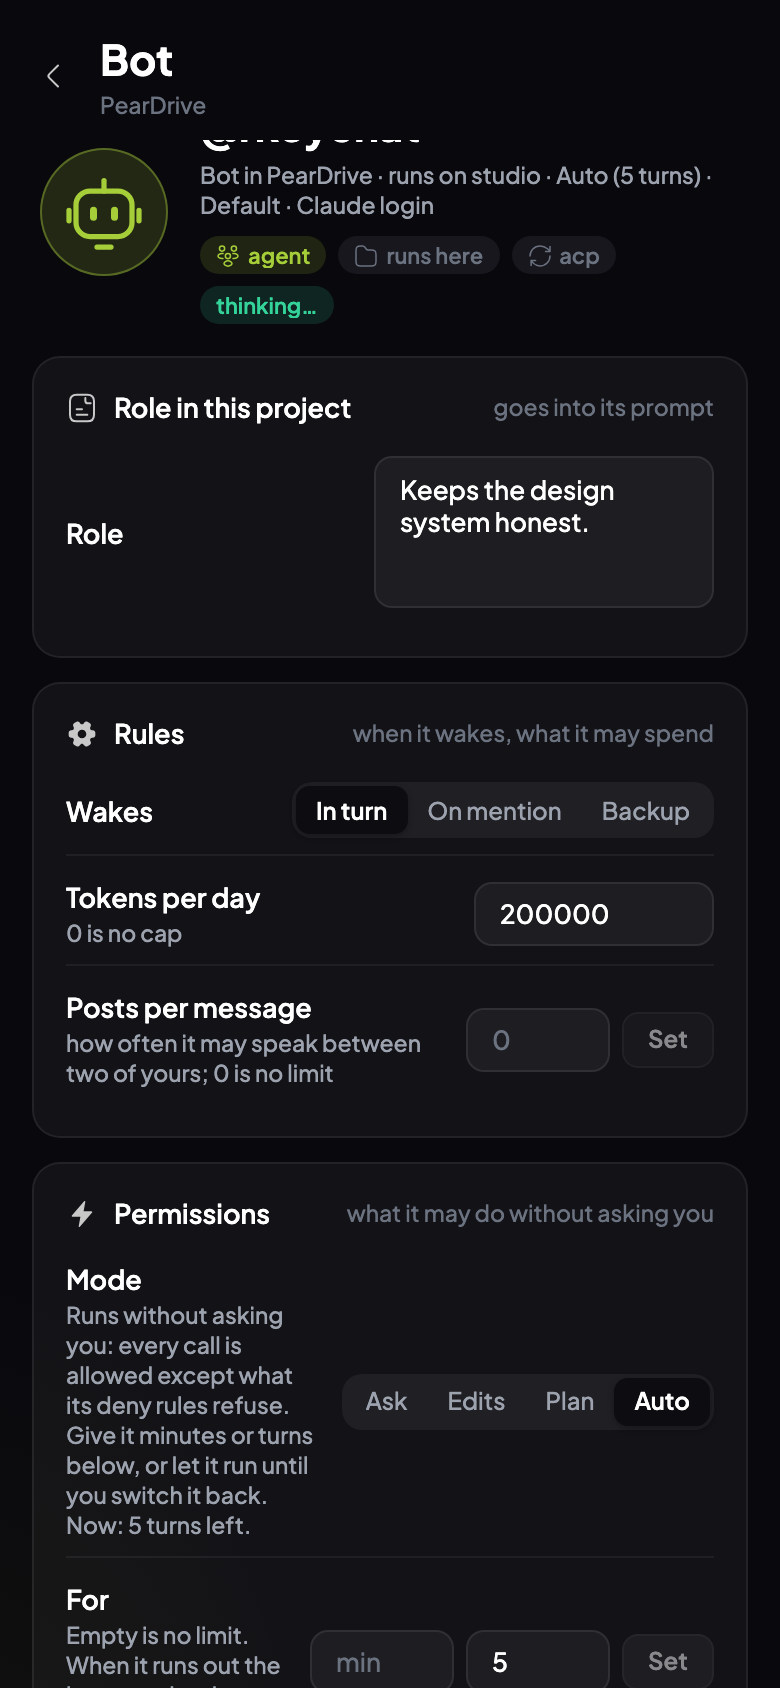 Bot
PearDrive
Bot in PearDrive · runs on studio · Auto (5 turns) ·
Default · Claude login
agent
runs here
acp
thinking...
Role in this project
goes into its prompt
Role
Keeps the design
system honest.
Rules
when it wakes, what it may spend
Wakes
In turn
On mention
Backup
Tokens per day
0 is no cap
200000
Posts per message
how often it may speak between
two of yours; 0 is no limit
0
Set
Permissions
what it may do without asking you
Mode
Runs without asking
you: every call is
allowed except what
its deny rules refuse.
Give it minutes or turns
below, or let it run until
you switch it back.
Now: 5 turns left.
Ask
Edits
Plan
Auto
For
Empty is no limit.
When it runs out the
min
5
Set